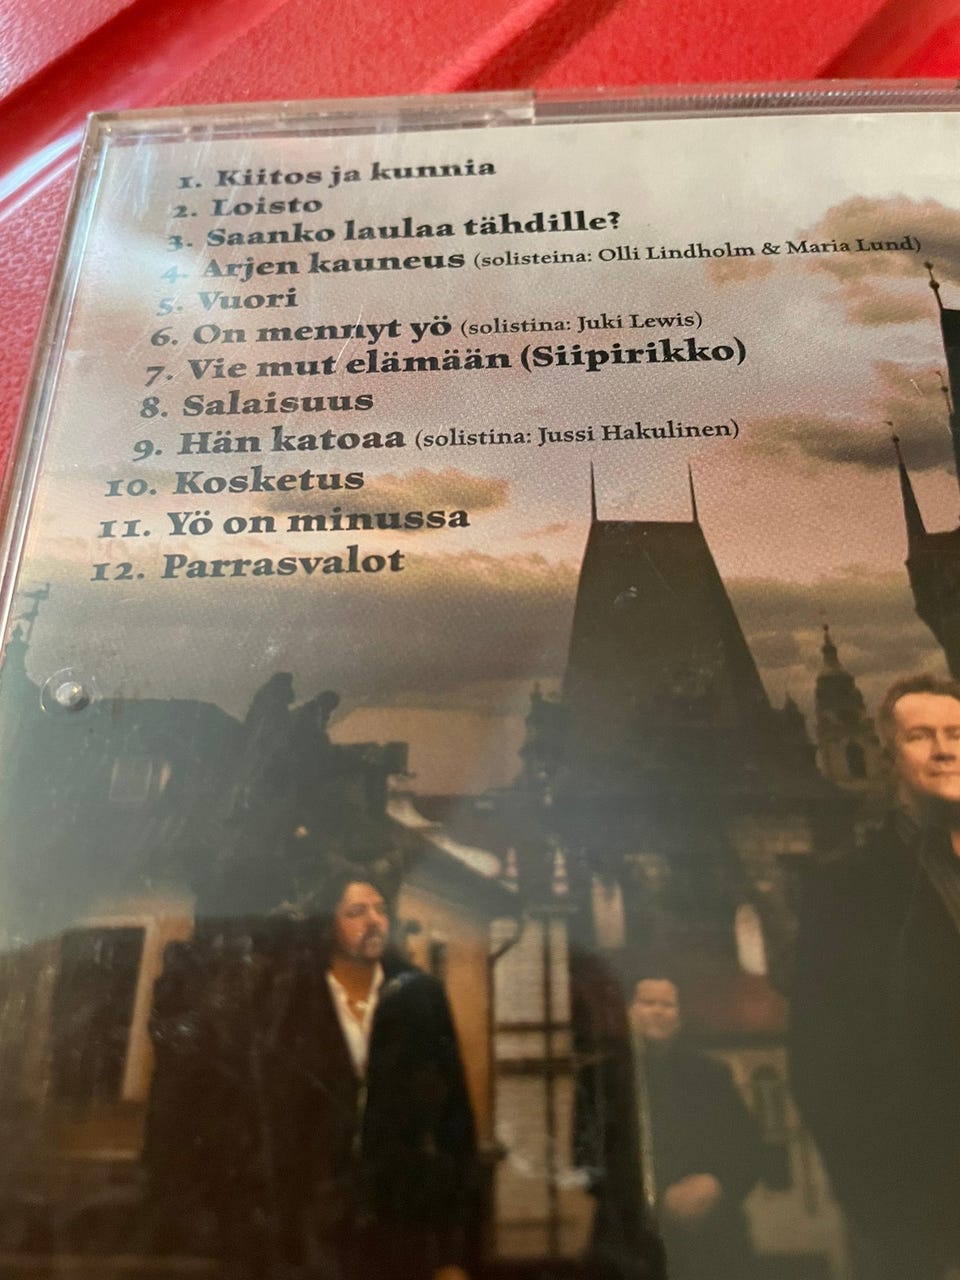 1. Kiitos ja kunnia
2. Loisto
3. Saanko laulaa tähdille?
4. Arjen kauneus (solisteina: Olli Lindholm & Maria Lund)
5. Vuori
6. On mennyt yö (solistina: Juki Lewis)
7. Vie mut elämään (Siipirikko)
8. Salaisuus
9. Hän katoaa (solistina: Jussi Hakulinen)
10. Kosketus
11. Yö on minussa
12. Parrasvalot